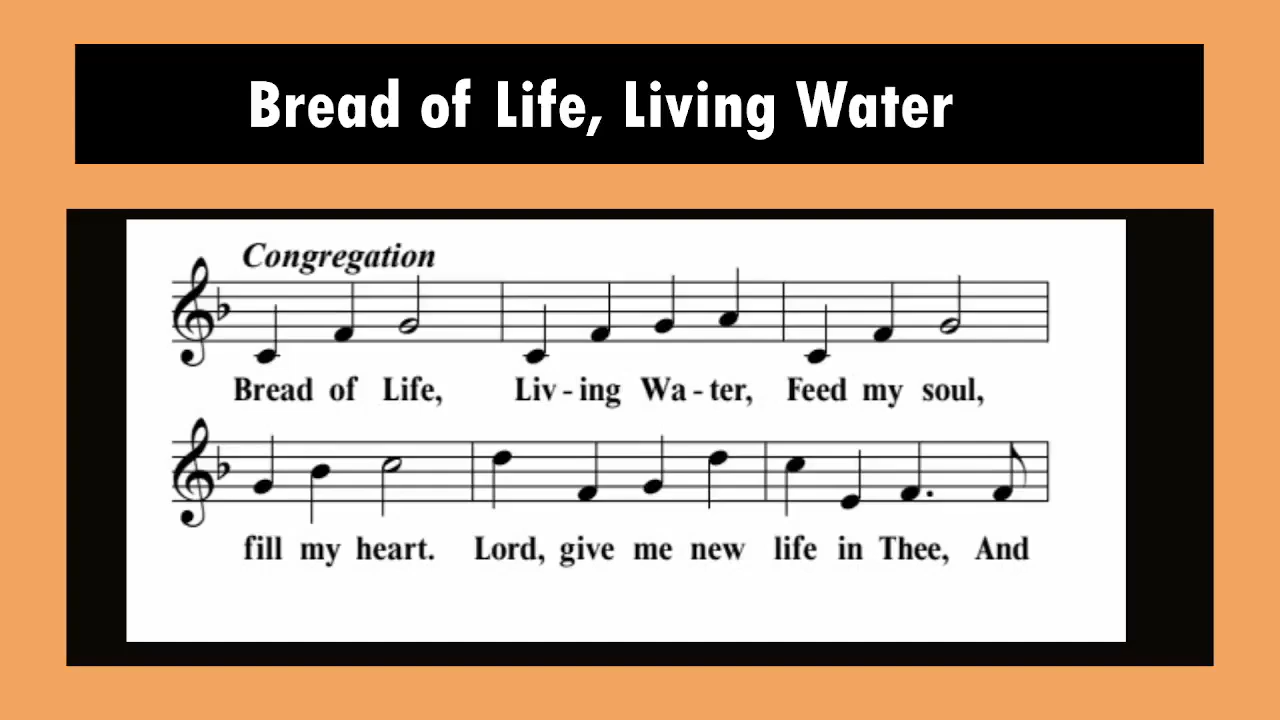 Bread of Life, Living Water
Congregation
Bread of Life, Liv - ing Wa - ter, Feed my soul,
fill my heart. Lord, give me new life in Thee, And